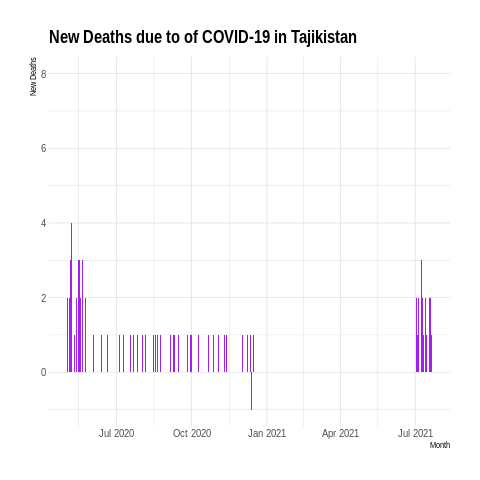 New Deaths due to of COVID-19 in Tajikistan
New Deaths
8
6
4
2
0
Jul 2020
Oct 2020
Jan 2021
Apr 2021
Jul 2021
Month